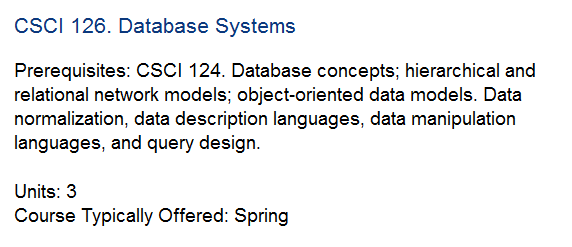 CSCI 126. Database Systems
Prerequisites: CSCI 124. Database concepts; hierarchical and
relational network models; object-oriented data models. Data
normalization, data description languages, data manipulation
languages, and query design.
Units: 3
Course Typically Offered: Spring